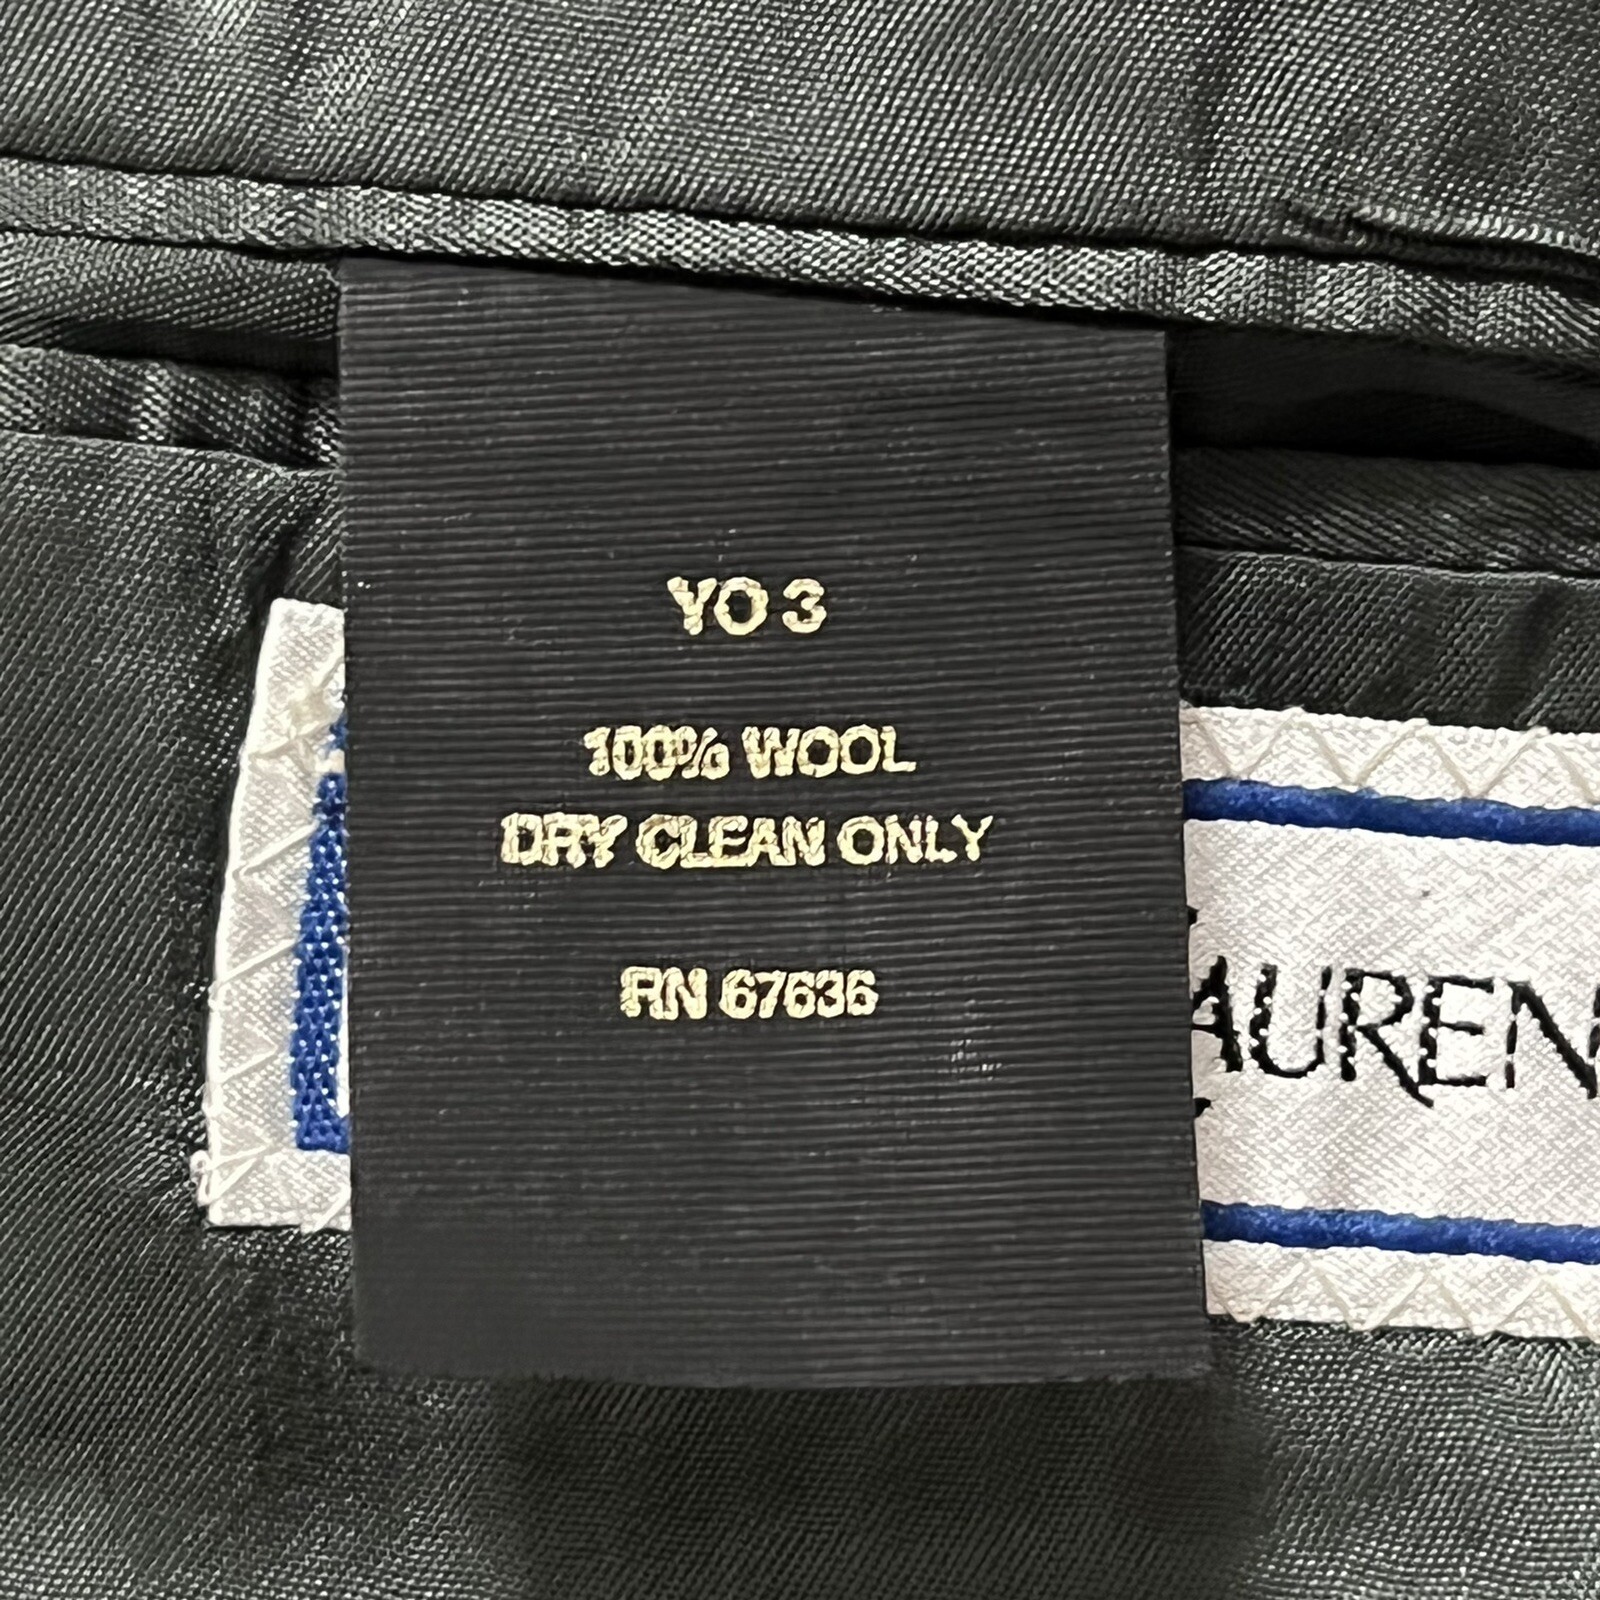 YO 3
100% WOOL
DRY CLEAN ONLY
RN 67636
AUREN